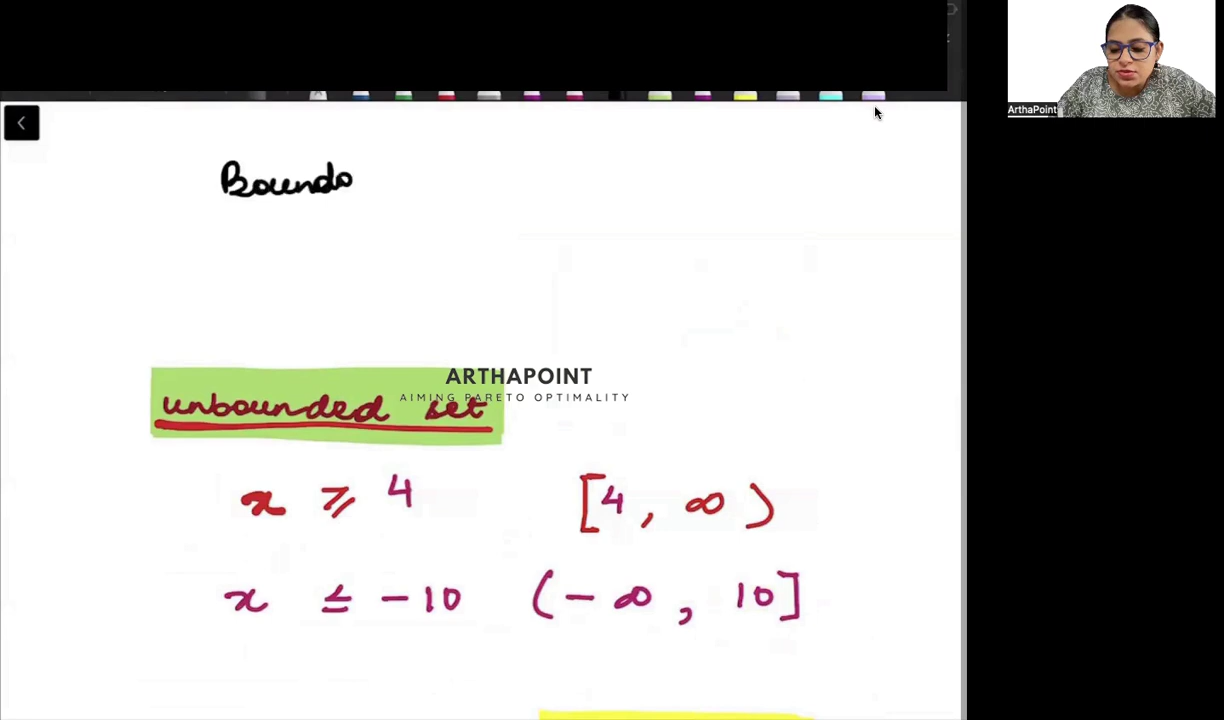 ArthaPoint
Bounds
ARTHAPOINT
AIMING PARETO OPTIMALITY
unbounded set
x ≥ 4 [4, ∞)
x ≤ -10 (-∞, 10]